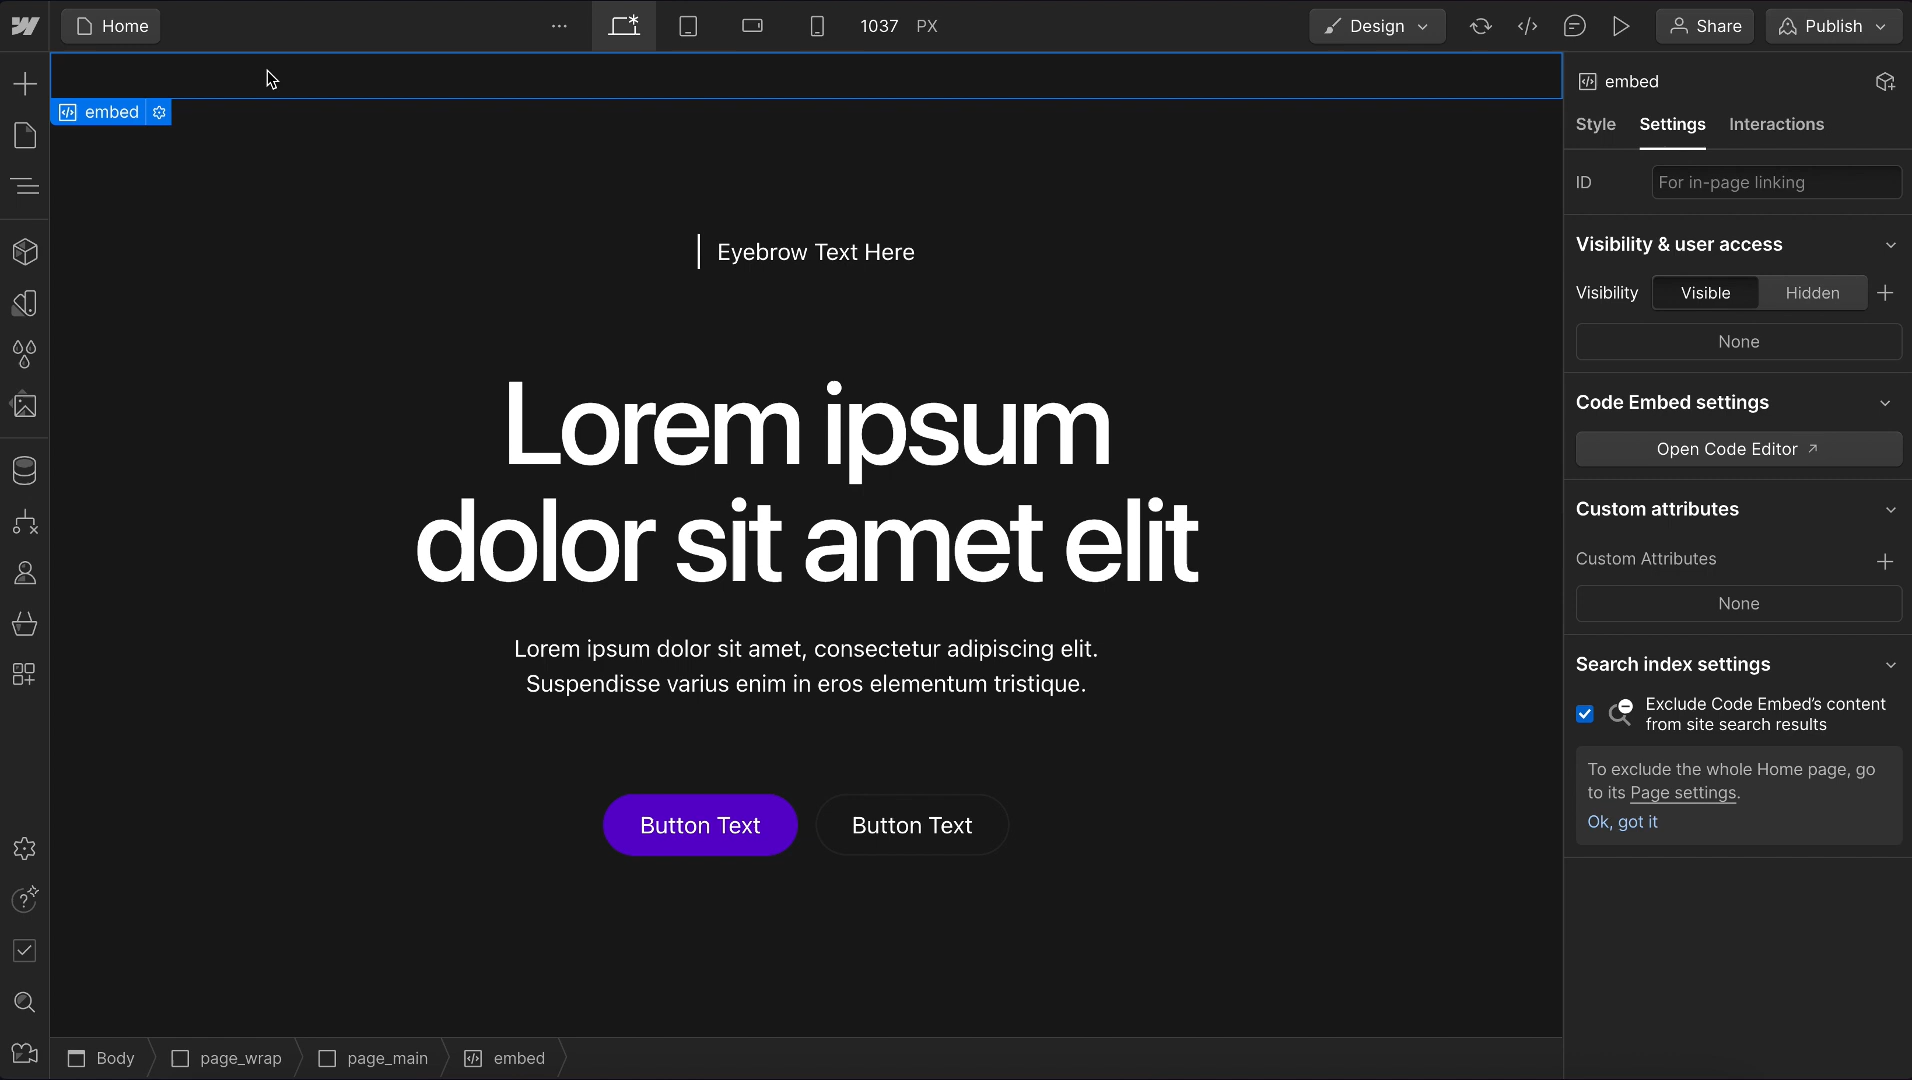 Home
1037 PX
Design
Share
Publish
embed
Eyebrow Text Here
Lorem ipsum
dolor sit amet elit
Lorem ipsum dolor sit amet, consectetur adipiscing elit.
Suspendisse varius enim in eros elementum tristique.
Button Text
Button Text
Body
page_wrap
page_main
embed
embed
Style
Settings
Interactions
ID
For in-page linking
Visibility & user access
Visibility
Visible
Hidden
None
Code Embed settings
Open Code Editor
Custom attributes
Custom Attributes
None
Search index settings
Exclude Code Embed's content
from site search results
To exclude the whole Home page, go
to its Page settings.
Ok, got it